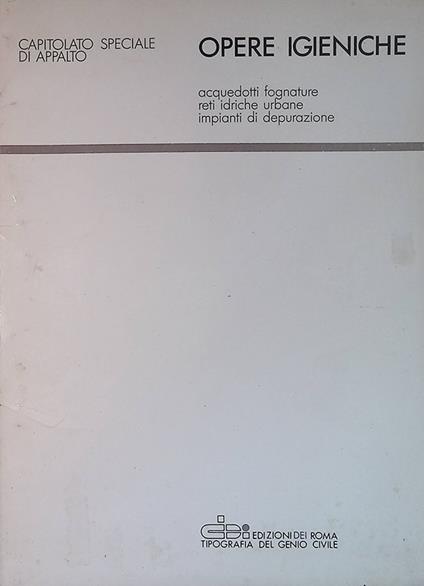 CAPITOLATO SPECIALE
DI APPALTO
OPERE IGIENICHE
acquedotti fognature
reti idriche urbane
impianti di depurazione
EDIZIONI DEI ROMA
TIPOGRAFIA DEL GENIO CIVILE